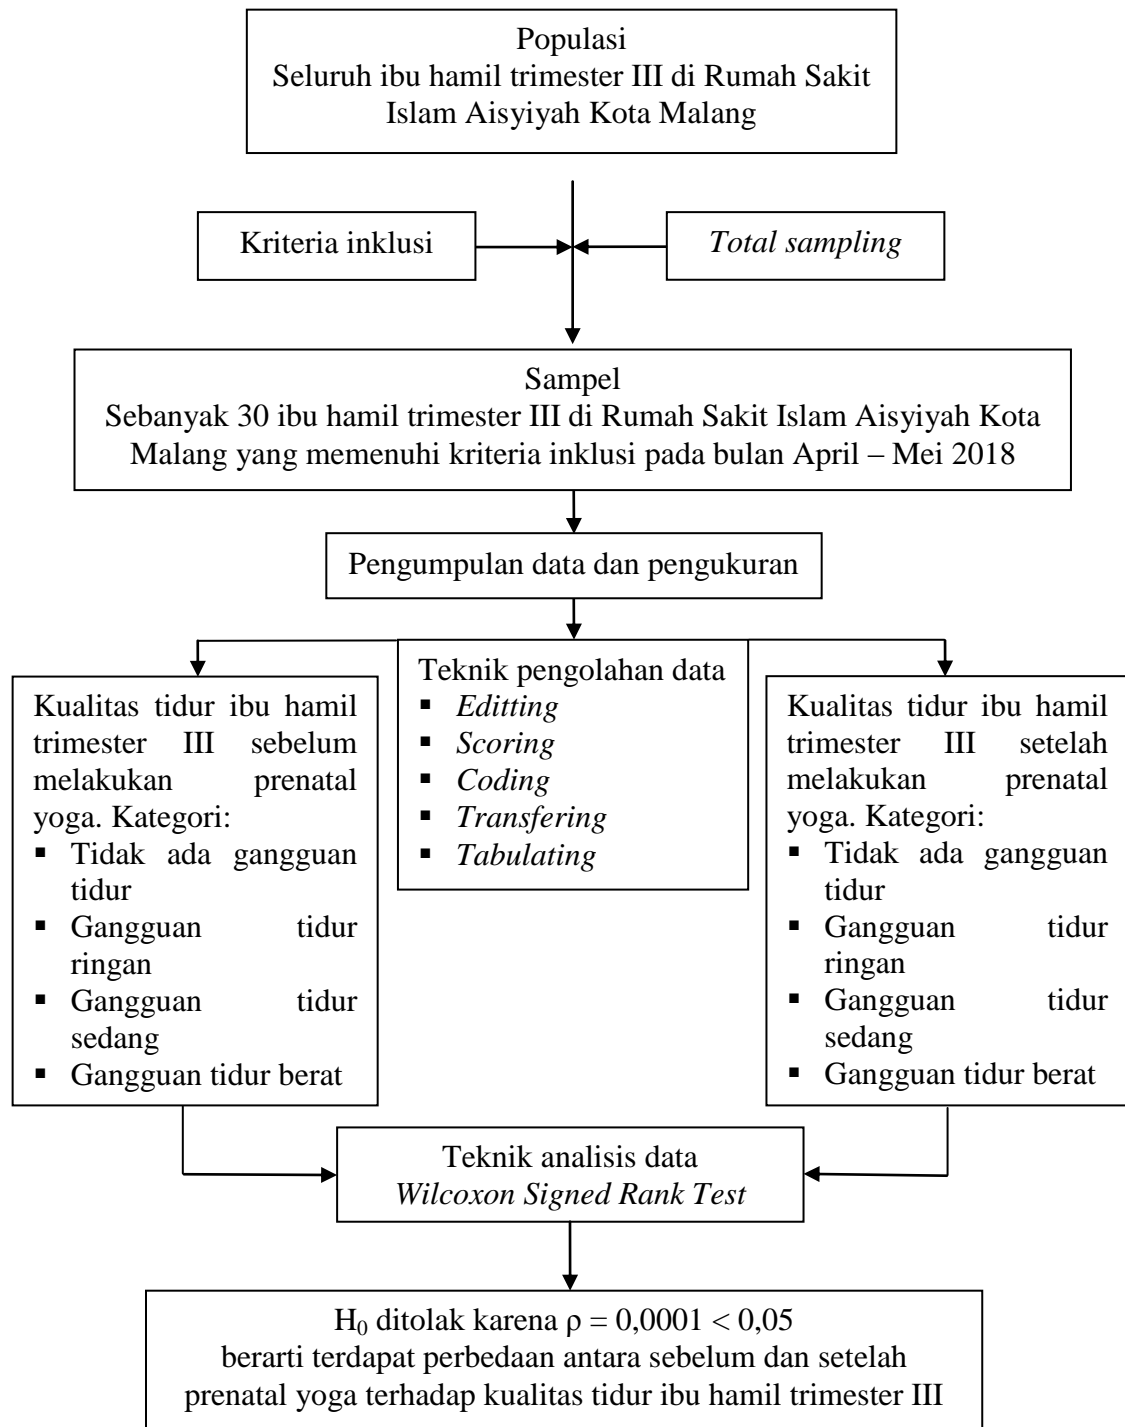 Populasi
Seluruh ibu hamil trimester III di Rumah Sakit
Islam Aisyiyah Kota Malang
Kriteria inklusi
Total sampling
Sampel
Sebanyak 30 ibu hamil trimester III di Rumah Sakit Islam Aisyiyah Kota
Malang yang memenuhi kriteria inklusi pada bulan April – Mei 2018
Pengumpulan data dan pengukuran
Kualitas tidur ibu hamil
trimester III sebelum
melakukan prenatal
yoga. Kategori:
▪ Tidak ada gangguan
tidur
▪ Gangguan tidur
ringan
▪ Gangguan tidur
sedang
▪ Gangguan tidur berat
Teknik pengolahan data
▪ Editting
▪ Scoring
▪ Coding
▪ Transfering
▪ Tabulating
Kualitas tidur ibu hamil
trimester III setelah
melakukan prenatal
yoga. Kategori:
▪ Tidak ada gangguan
tidur
▪ Gangguan tidur
ringan
▪ Gangguan tidur
sedang
▪ Gangguan tidur berat
Teknik analisis data
Wilcoxon Signed Rank Test
H₀ ditolak karena ρ = 0,0001 < 0,05
berarti terdapat perbedaan antara sebelum dan setelah
prenatal yoga terhadap kualitas tidur ibu hamil trimester III